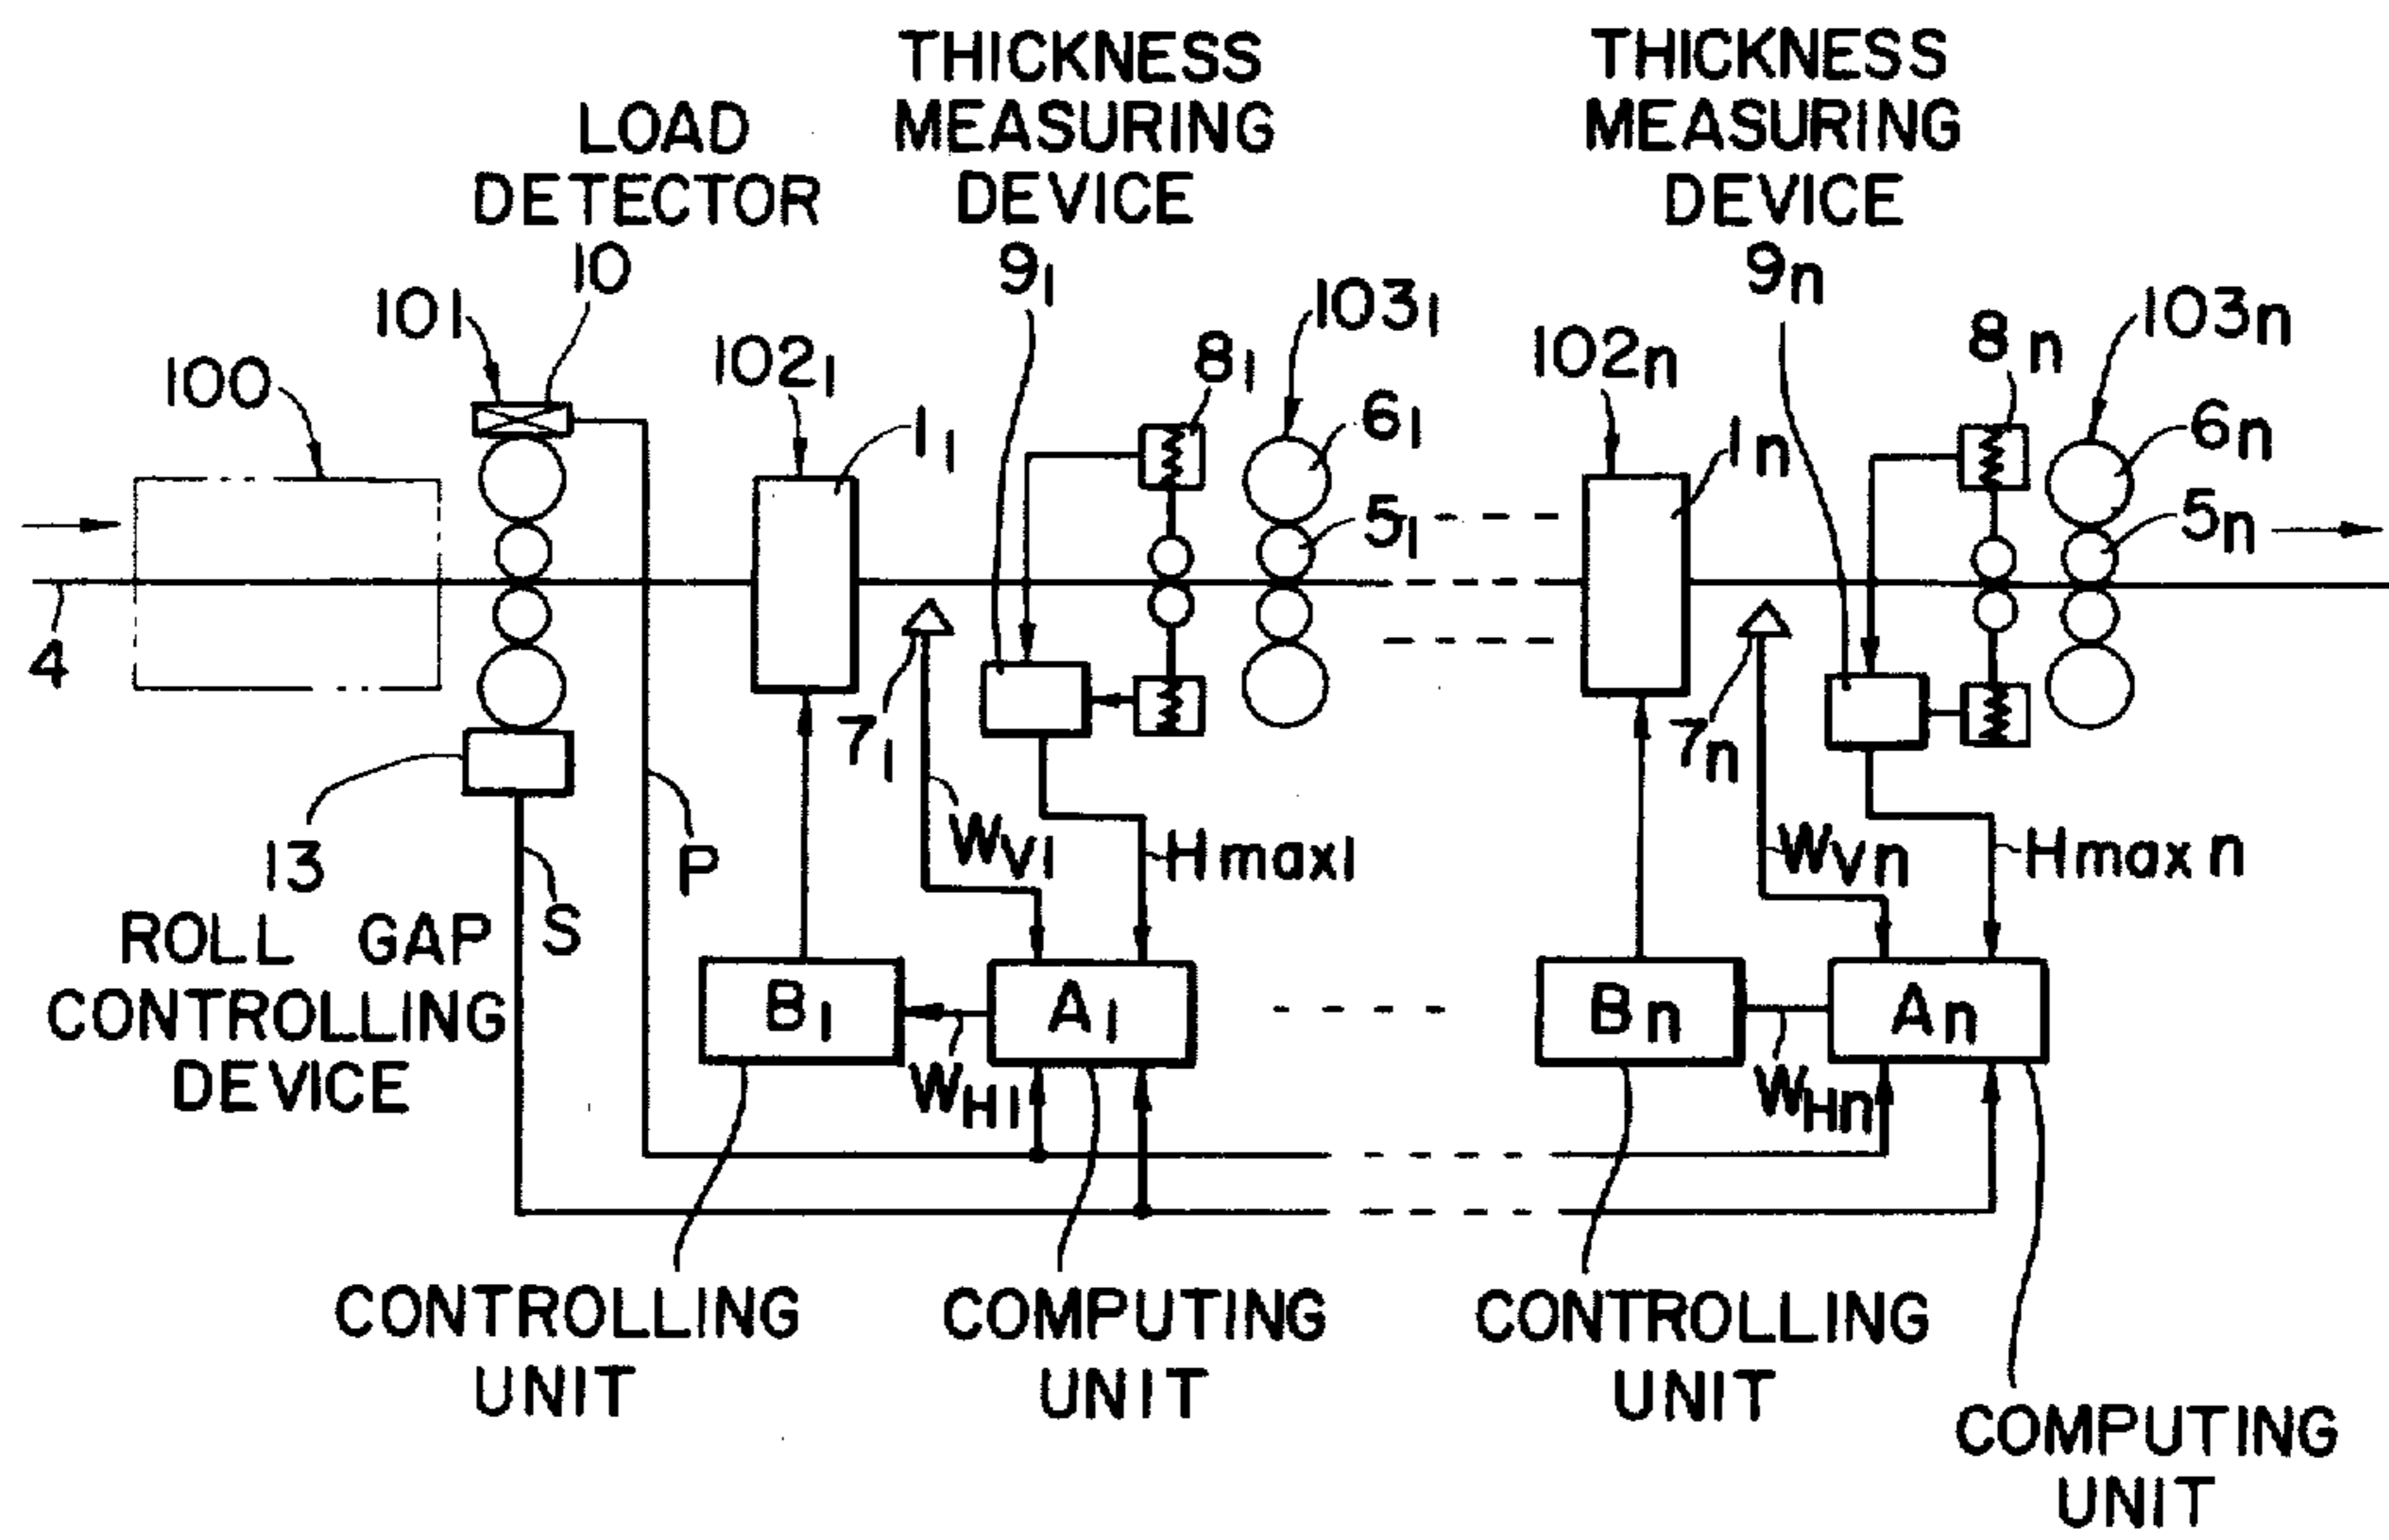 THICKNESS
MEASURING
DEVICE
9₁
THICKNESS
MEASURING
DEVICE
9n
LOAD
DETECTOR
10
101
100
102₁
1₁
8₁
103₁
6₁
5₁
102n
1n
8n
103n
6n
5n
4
7₁
7n
13
ROLL GAP
CONTROLLING
DEVICE
S
P
Wv1
Hmax1
Wvn
Hmax n
B₁
A₁
Bn
An
WH1
WHn
CONTROLLING
UNIT
COMPUTING
UNIT
CONTROLLING
UNIT
COMPUTING
UNIT